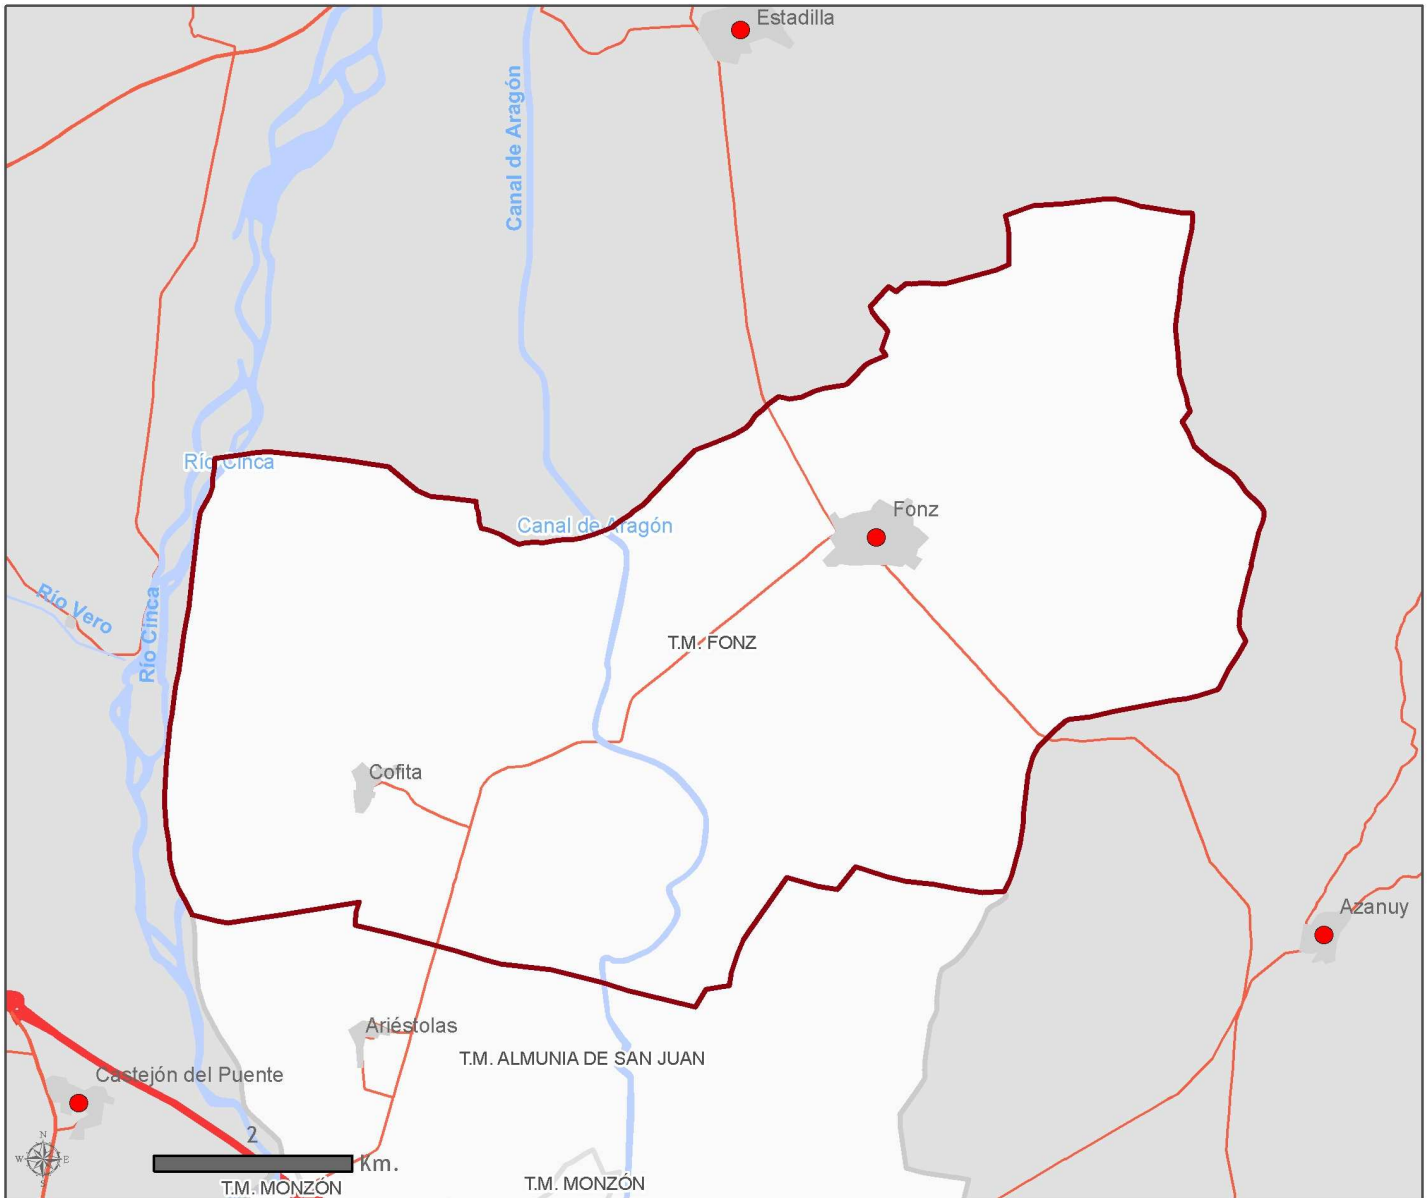 Estadilla
Canal de Aragón
Río Cinca
Fonz
Canal de Aragón
Río Vero
Río Cinca
T.M. FONZ
Cofita
Azanuy
Ariéstolas
T.M. ALMUNIA DE SAN JUAN
Castejón del Puente
2
Km.
N
W E
S
T.M. MONZÓN
T.M. MONZÓN